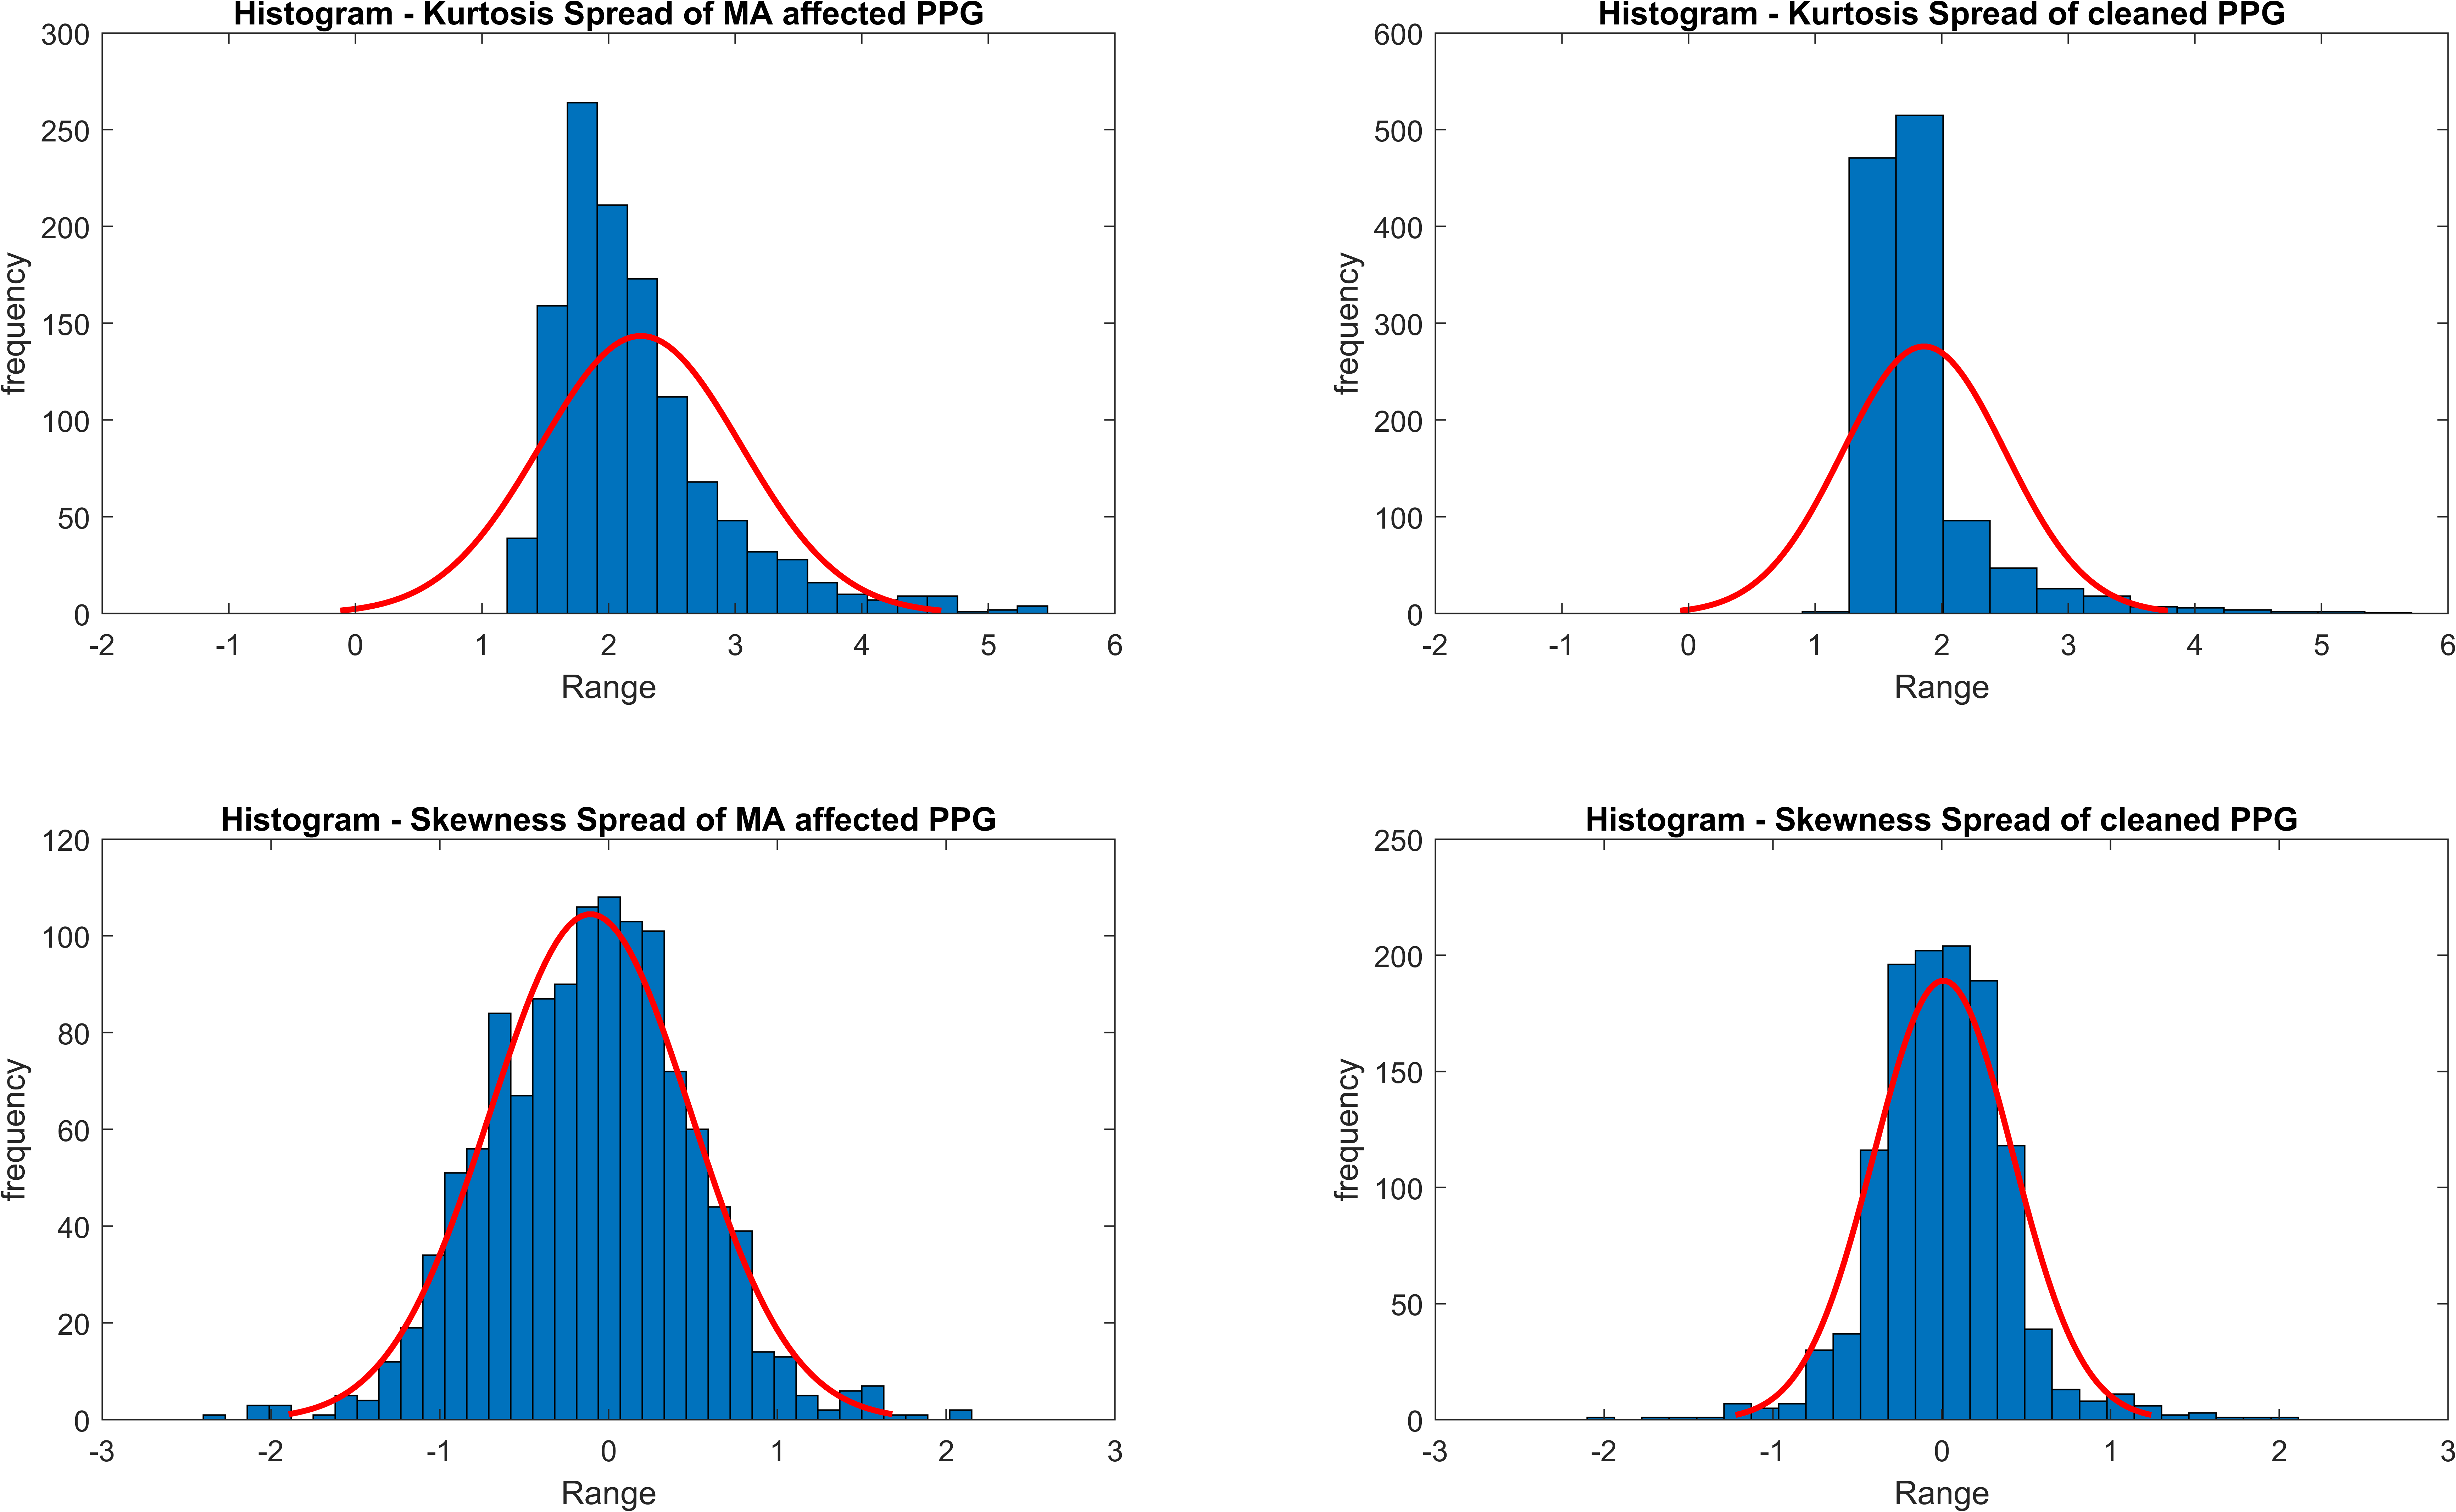 Histogram - Kurtosis Spread of MA affected PPG
300
250
200
150
100
50
0
frequency
-2 -1 0 1 2 3 4 5 6
Range
Histogram - Kurtosis Spread of cleaned PPG
600
500
400
300
200
100
0
frequency
-2 -1 0 1 2 3 4 5 6
Range
Histogram - Skewness Spread of MA affected PPG
120
100
80
60
40
20
0
frequency
-3 -2 -1 0 1 2 3
Range
Histogram - Skewness Spread of cleaned PPG
250
200
150
100
50
0
frequency
-3 -2 -1 0 1 2 3
Range